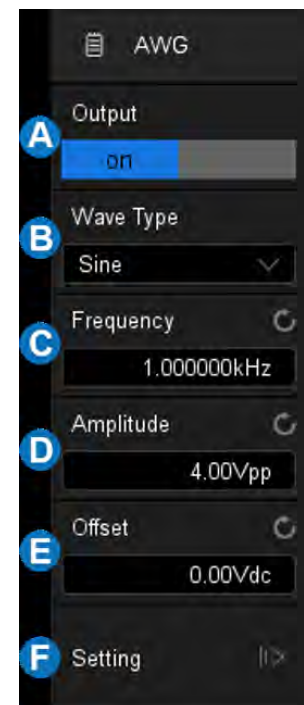 AWG
Output
A
on
Wave Type
B
Sine
Frequency
C
1.000000kHz
Amplitude
D
4.00Vpp
Offset
E
0.00Vdc
F Setting